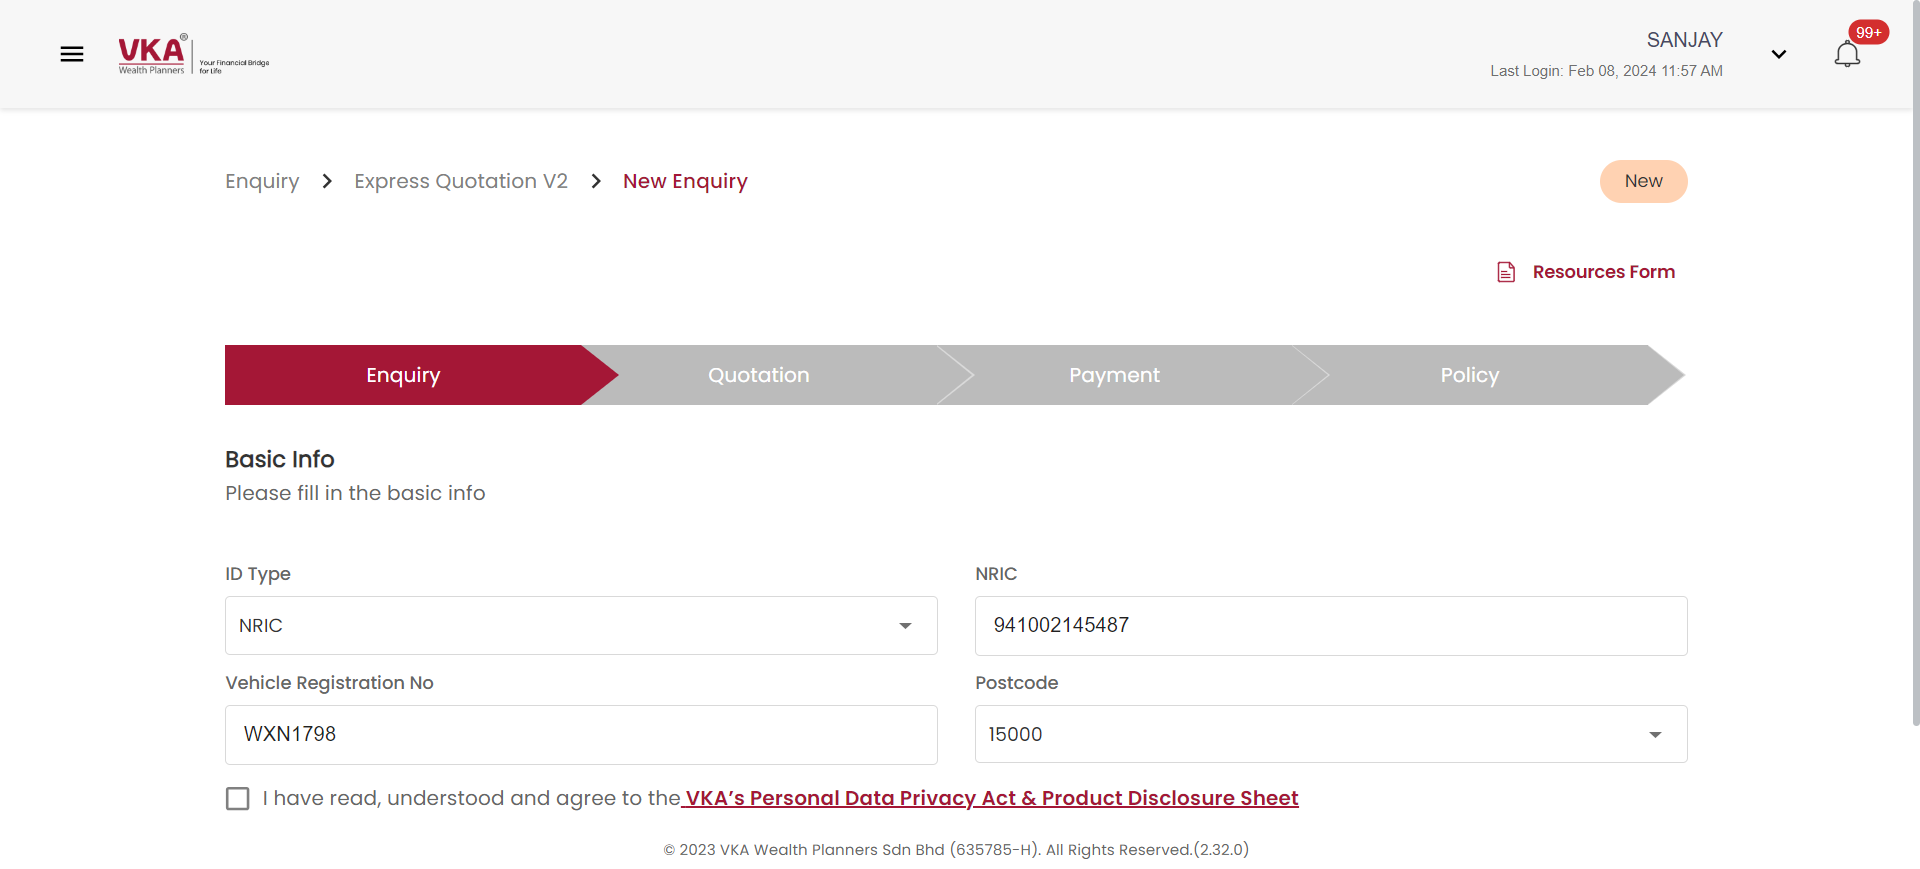 VKA®
Wealth Planners
Your Financial Bridge
for Life
SANJAY
Last Login: Feb 08, 2024 11:57 AM
99+
Enquiry > Express Quotation V2 > New Enquiry
New
Resources Form
Enquiry Quotation Payment Policy
Basic Info
Please fill in the basic info
ID Type NRIC
NRIC 941002145487
Vehicle Registration No Postcode
WXN1798 15000
I have read, understood and agree to the VKA’s Personal Data Privacy Act & Product Disclosure Sheet
© 2023 VKA Wealth Planners Sdn Bhd (635785-H). All Rights Reserved.(2.32.0)